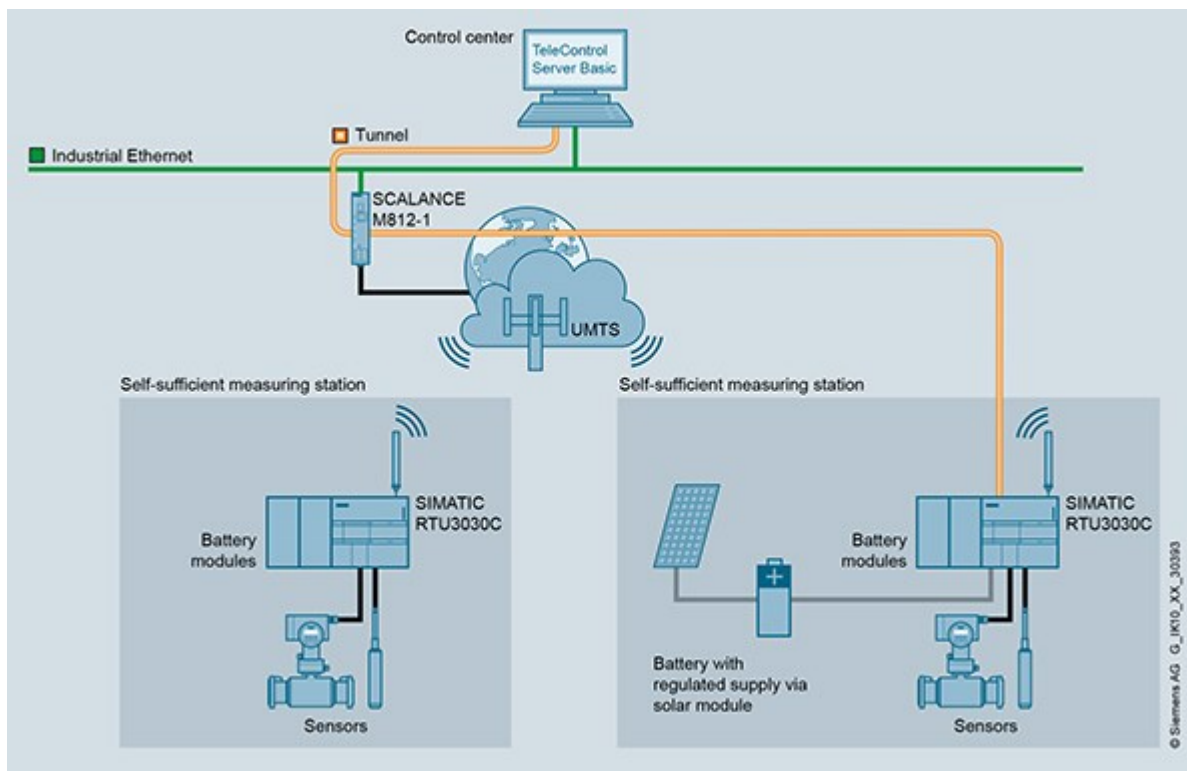 Control center
TeleControl
Server Basic
Tunnel
Industrial Ethernet
SCALANCE
M812-1
UMTS
Self-sufficient measuring station
SIMATIC
RTU3030C
Battery
modules
Sensors
Self-sufficient measuring station
SIMATIC
RTU3030C
Battery
modules
Battery with
regulated supply via
solar module
Sensors
© Siemens AG G_IK10_XX_30393